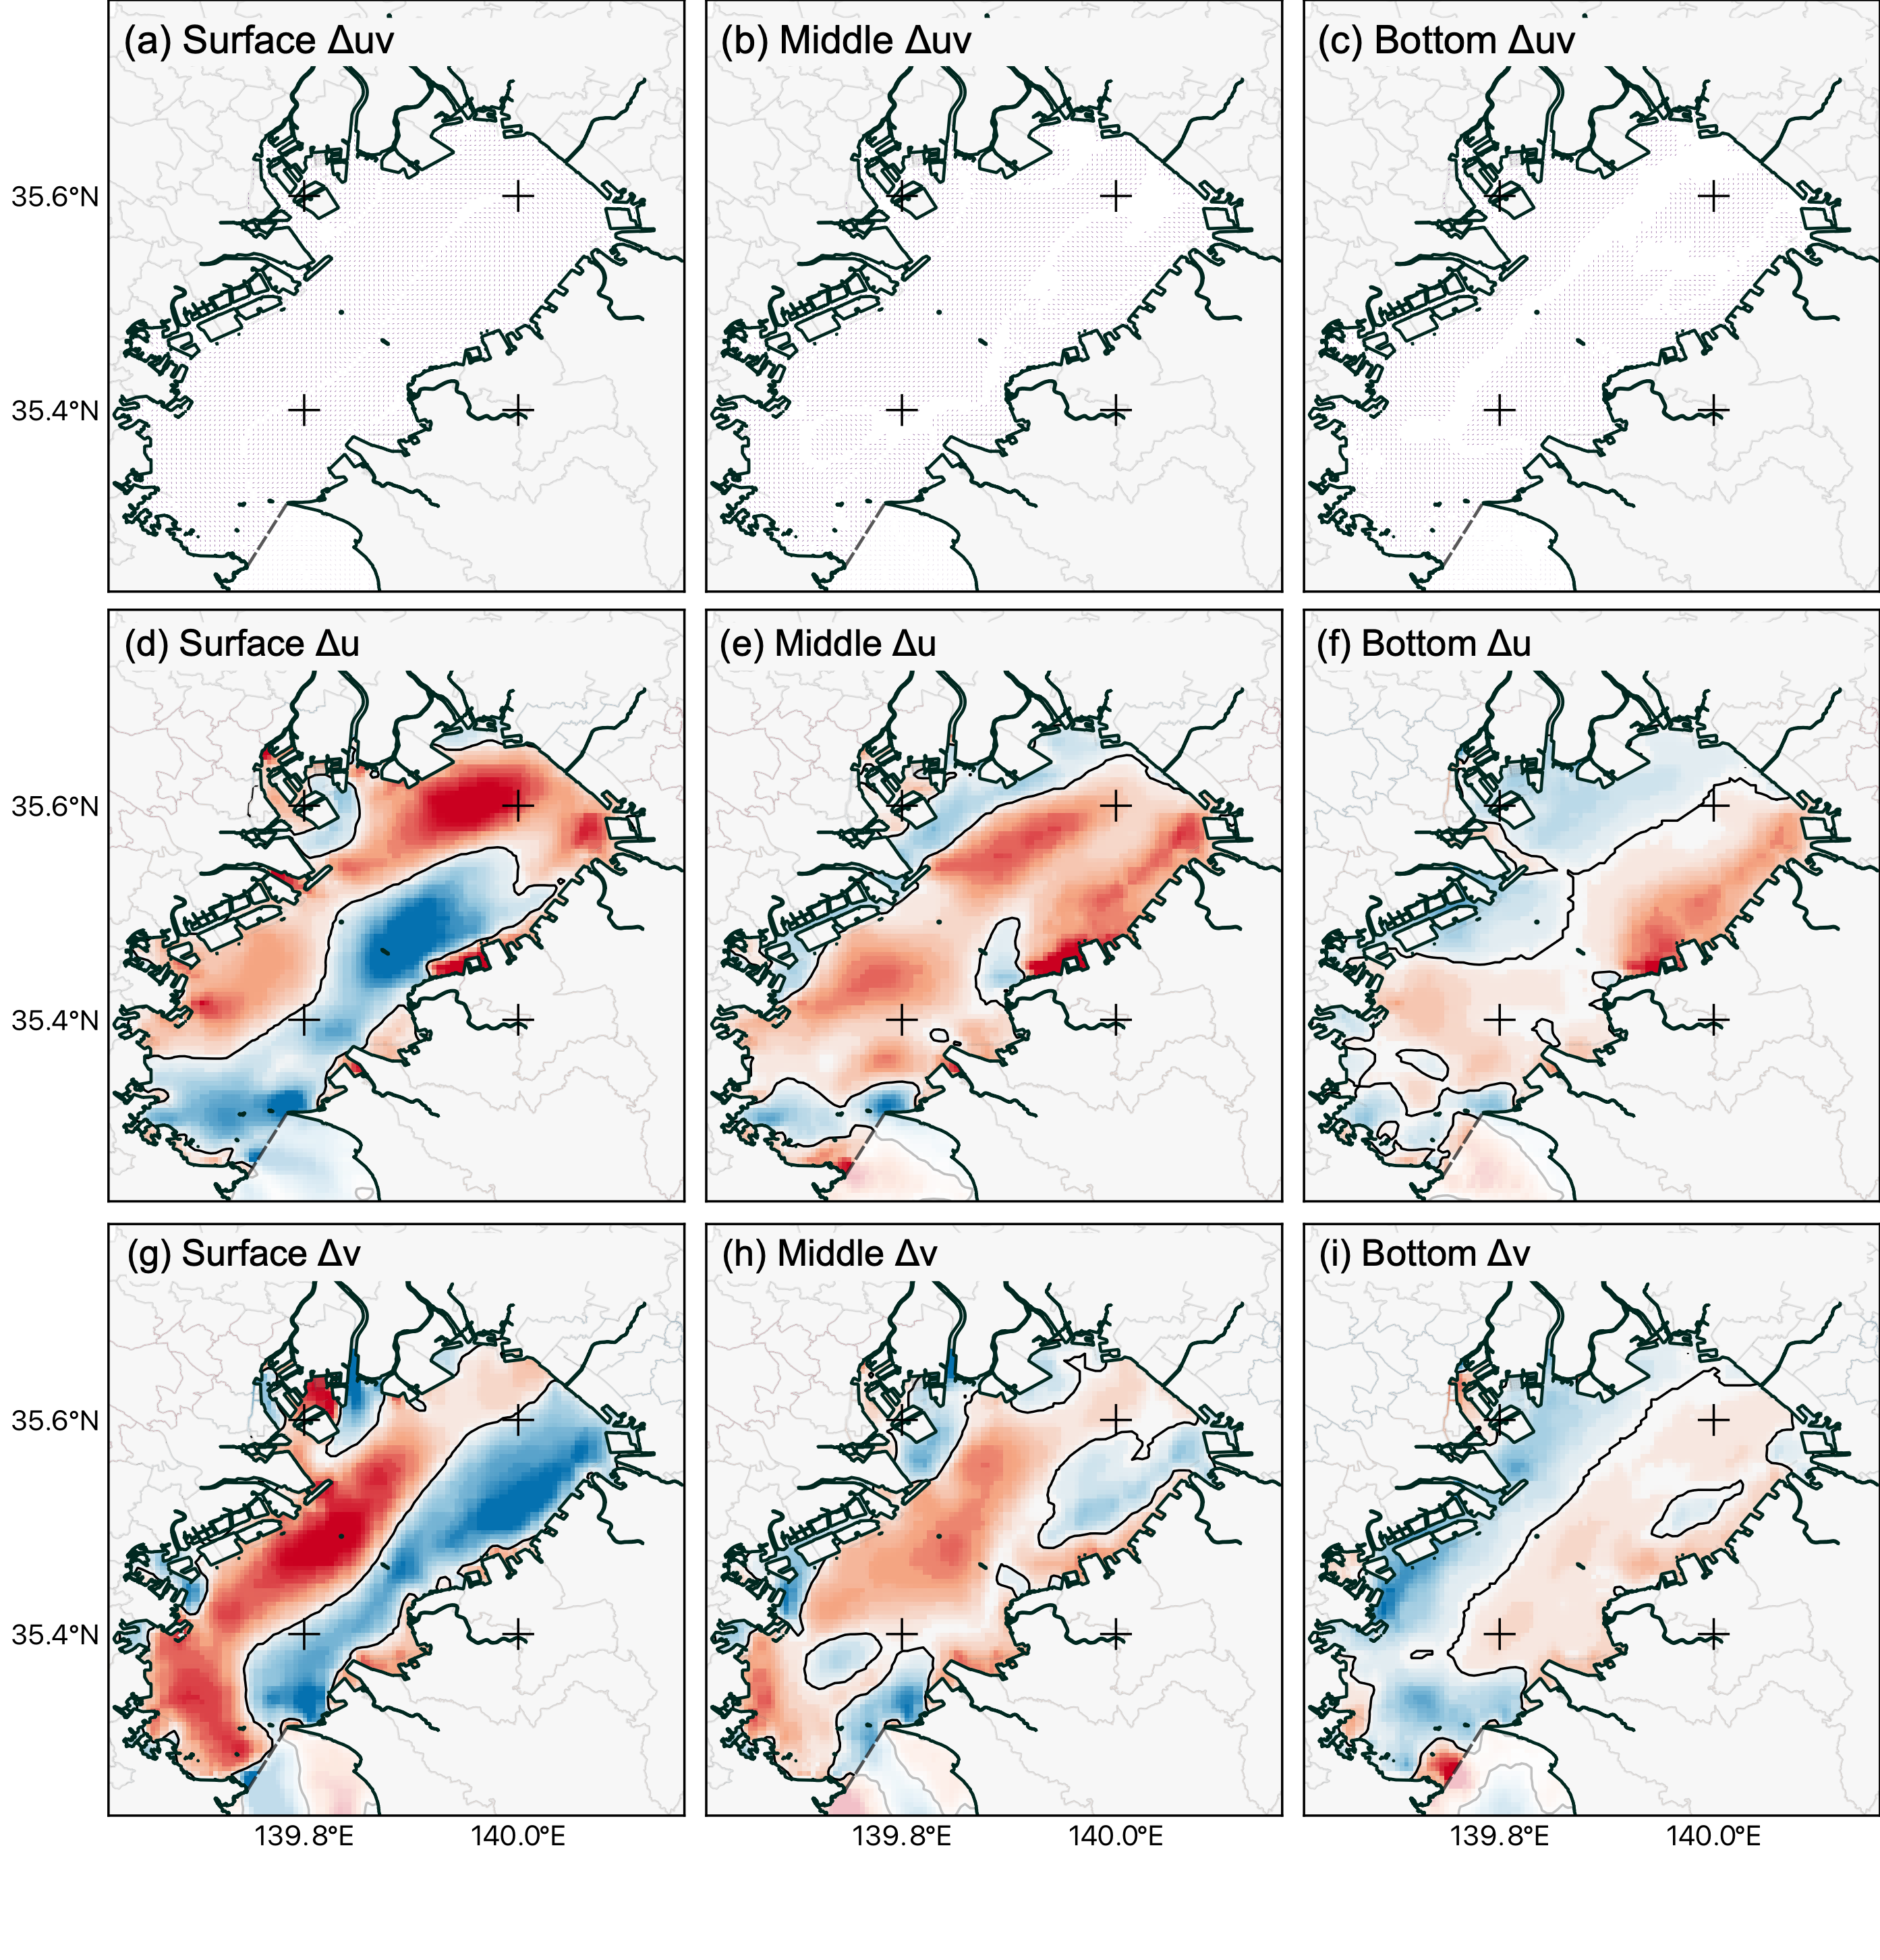 (a) Surface Δuv
(b) Middle Δuv
(c) Bottom Δuv
35.6°N
35.4°N
(d) Surface Δu
(e) Middle Δu
(f) Bottom Δu
35.6°N
35.4°N
(g) Surface Δv
(h) Middle Δv
(i) Bottom Δv
35.6°N
35.4°N
139.8°E 140.0°E 139.8°E 140.0°E 139.8°E 140.0°E